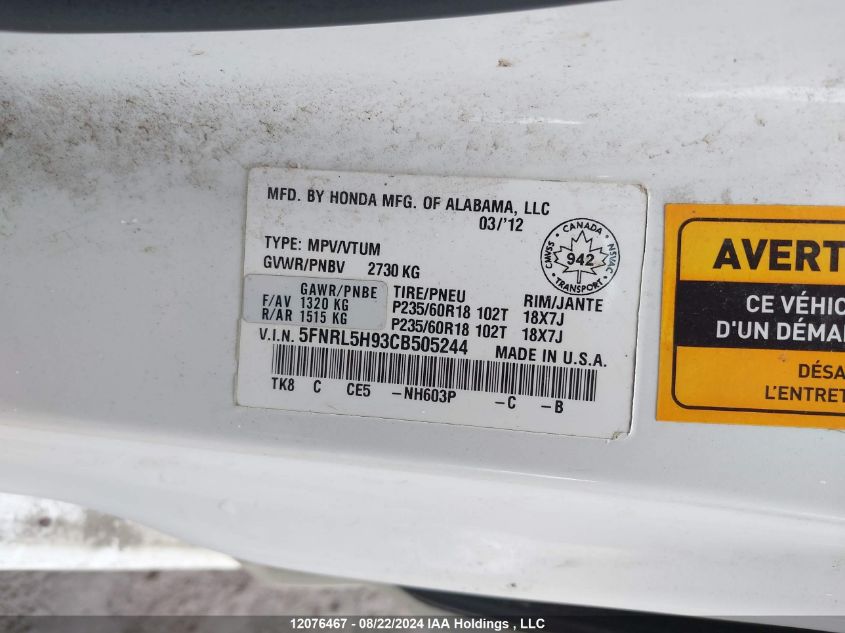 MFD. BY HONDA MFG. OF ALABAMA, LLC
03/'12
TYPE: MPV/VTUM
GVWR/PNBV 2730 KG
CANADA
CMVSS 942 NSVAC
TRANSPORT
GAWR/PNBE TIRE/PNEU RIM/JANTE
F/AV 1320 KG P235/60R18 102T 18X7J
R/AR 1515 KG P235/60R18 102T 18X7J
V.I.N. 5FNRL5H93CB505244 MADE IN U.S.A.
TK8 C CE5 -NH603P -C -B
AVERT
CE VÉHIC
D'UN DÉMA
DÉSA
L'ENTRET
12076467 - 08/22/2024 IAA Holdings , LLC